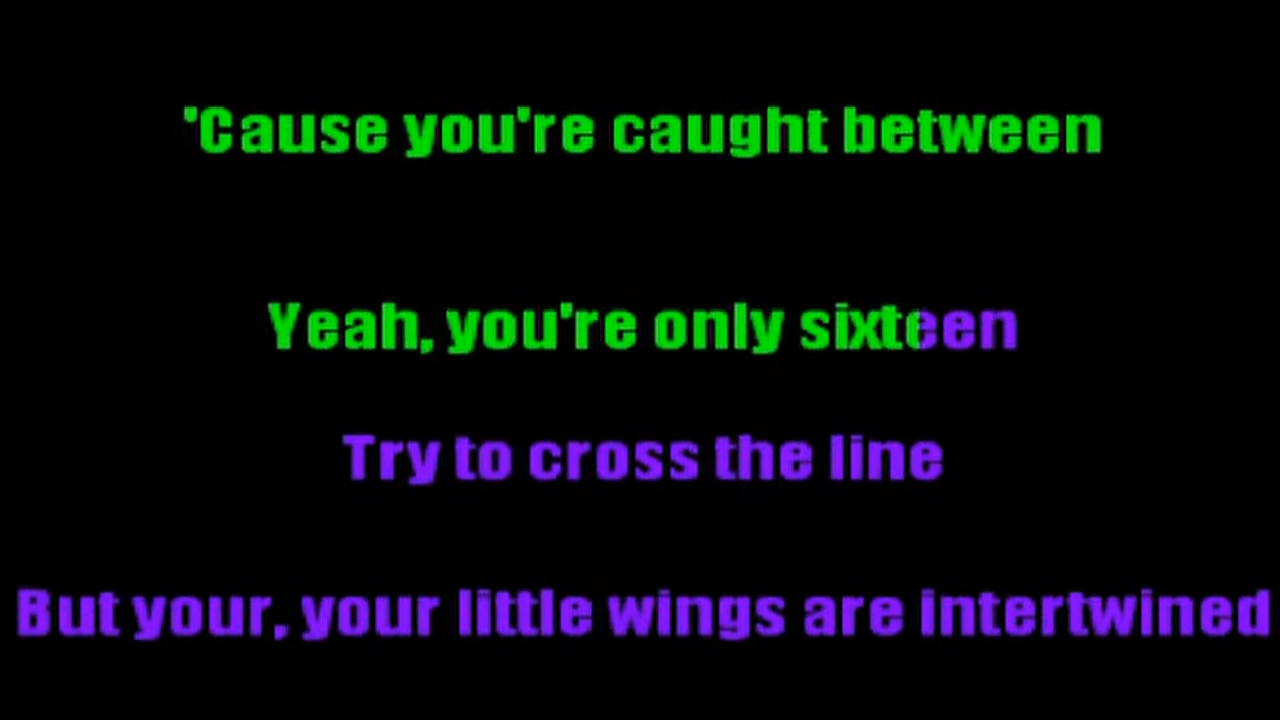 'Cause you're caught between
Yeah, you're only sixteen
Try to cross the line
But your, your little wings are intertwined